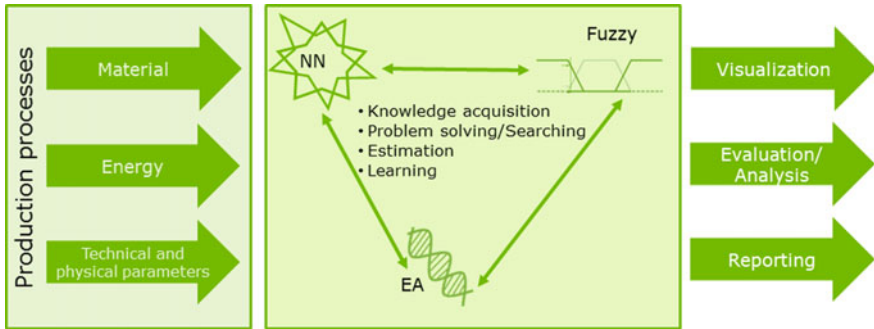 Production processes
Material
Energy
Technical and
physical parameters
NN
Fuzzy
• Knowledge acquisition
• Problem solving/Searching
• Estimation
• Learning
EA
Visualization
Evaluation/
Analysis
Reporting